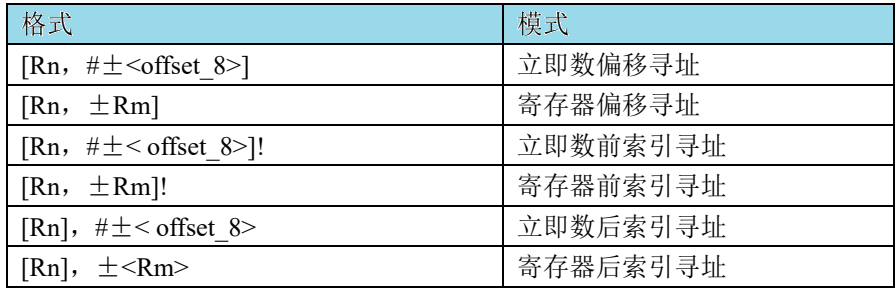 格式 模式
[Rn，#±<offset_8>] 立即数偏移寻址
[Rn，±Rm] 寄存器偏移寻址
[Rn，#±< offset_8>]! 立即数前索引寻址
[Rn，±Rm]! 寄存器前索引寻址
[Rn]，#±< offset_8> 立即数后索引寻址
[Rn]，±<Rm> 寄存器后索引寻址